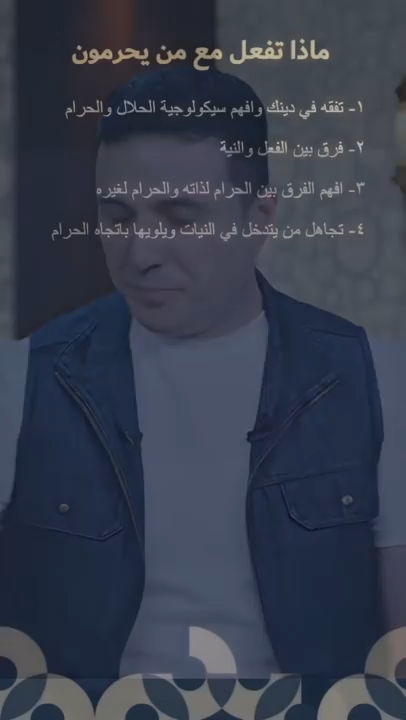 ماذا تفعل مع من يحرمون
١- تفقه في دينك وافهم سيكولوجية الحلال والحرام
٢- فرق بين الفعل والنية
٣- افهم الفرق بين الحرام لذاته والحرام لغيره
٤- تجاهل من يتدخل في النيات ويلويها باتجاه الحرام